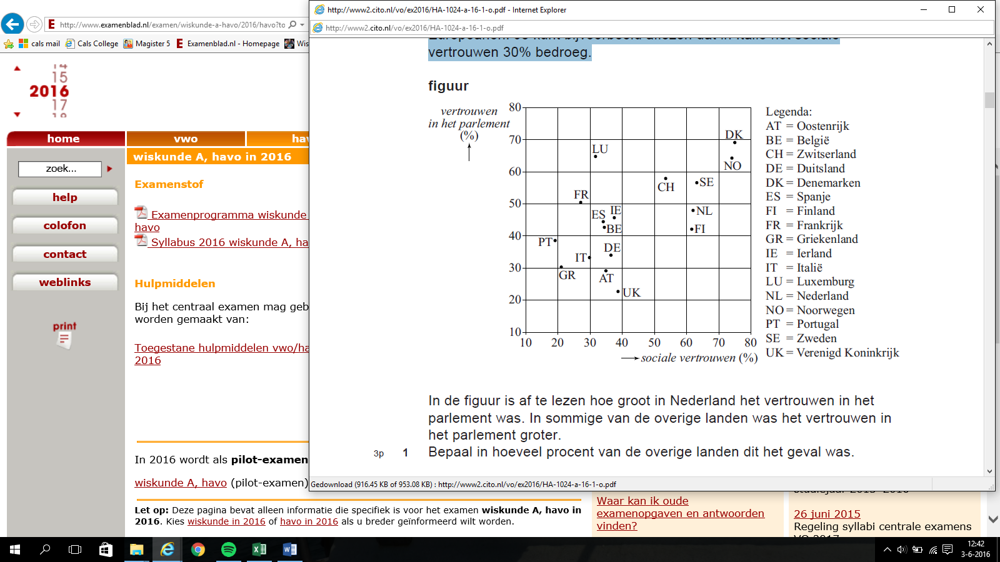 http://www2.cito.nl/vo/ex2016/HA-1024-a-16-1-o.pdf - Internet Explorer
http://www2.cito.nl/vo/ex2016/HA-1024-a-16-1-o.pdf
http://www.examenblad.nl/examen/wiskunde-a-havo/2016/havo?to
cals mail
Cals College
Magister 5
Examenblad.nl - Homepage
Wis
15
2016
17
home
vwo
ha
wiskunde A, havo in 2016
zoek...
help
colofon
contact
weblinks
print
Examenstof
Examenprogramma wiskunde
havo
Syllabus 2016 wiskunde A, ha
Hulpmiddelen
Bij het centraal examen mag geb
worden gemaakt van:
Toegestane hulpmiddelen vwo/ha
2016
In 2016 wordt als pilot-examen
wiskunde A, havo (pilot-examen)
Let op: Deze pagina bevat alleen informatie die specifiek is voor het examen wiskunde A, havo in
2016. Kies wiskunde in 2016 of havo in 2016 als u breder geïnformeerd wilt worden.
vertrouwen 30% bedroeg.
figuur
vertrouwen
in het parlement
(%)
80
70
60
50
40
30
20
10
10 20 30 40 50 60 70 80
sociale vertrouwen (%)
DK
NO
LU
CH
SE
FR
ES
IE
BE
NL
FI
PT
DE
IT
GR
AT
UK
Legenda:
AT = Oostenrijk
BE = België
CH = Zwitserland
DE = Duitsland
DK = Denemarken
ES = Spanje
FI = Finland
FR = Frankrijk
GR = Griekenland
IE = Ierland
IT = Italië
LU = Luxemburg
NL = Nederland
NO = Noorwegen
PT = Portugal
SE = Zweden
UK = Verenigd Koninkrijk
In de figuur is af te lezen hoe groot in Nederland het vertrouwen in het
parlement was. In sommige van de overige landen was het vertrouwen in
het parlement groter.
3p 1 Bepaal in hoeveel procent van de overige landen dit het geval was.
Gedownload (916.45 KB of 953.08 KB) : http://www2.cito.nl/vo/ex2016/HA-1024-a-16-1-o.pdf
Waar kan ik oude
examenopgaven en antwoorden
vinden?
26 juni 2015
Regeling syllabi centrale examens
12:42
3-6-2016